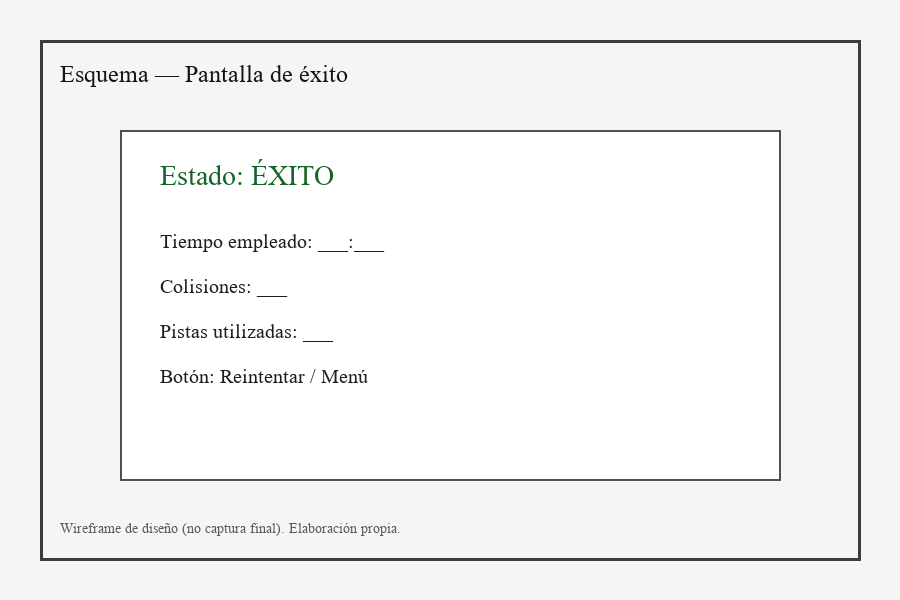 Esquema — Pantalla de éxito
Estado: ÉXITO
Tiempo empleado: ___:___
Colisiones: ___
Pistas utilizadas: ___
Botón: Reintentar / Menú
Wireframe de diseño (no captura final). Elaboración propia.